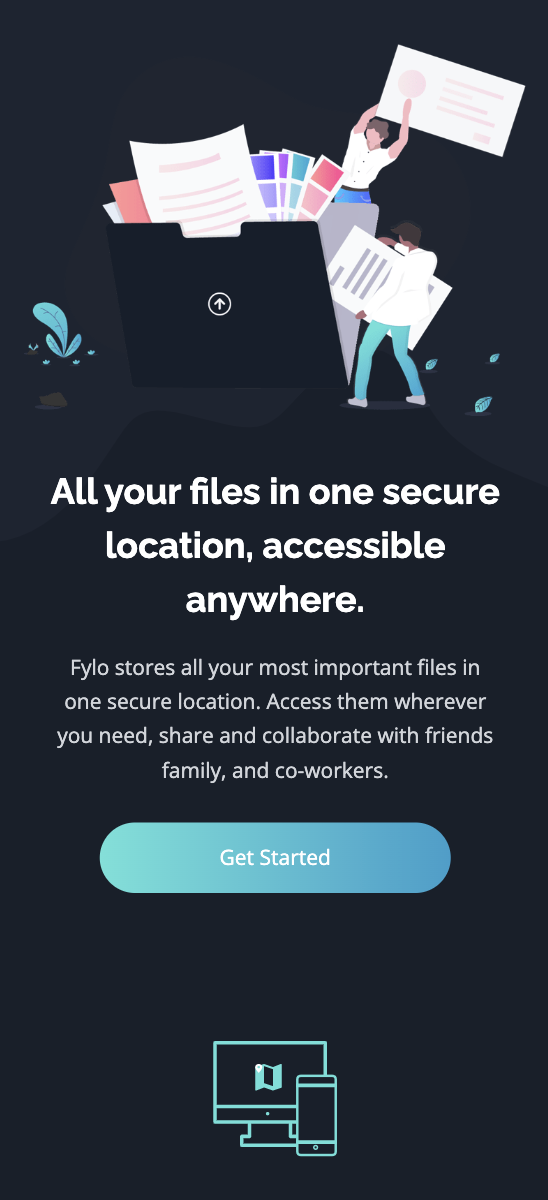 All your files in one secure
location, accessible
anywhere.
Fylo stores all your most important files in
one secure location. Access them wherever
you need, share and collaborate with friends
family, and co-workers.
Get Started